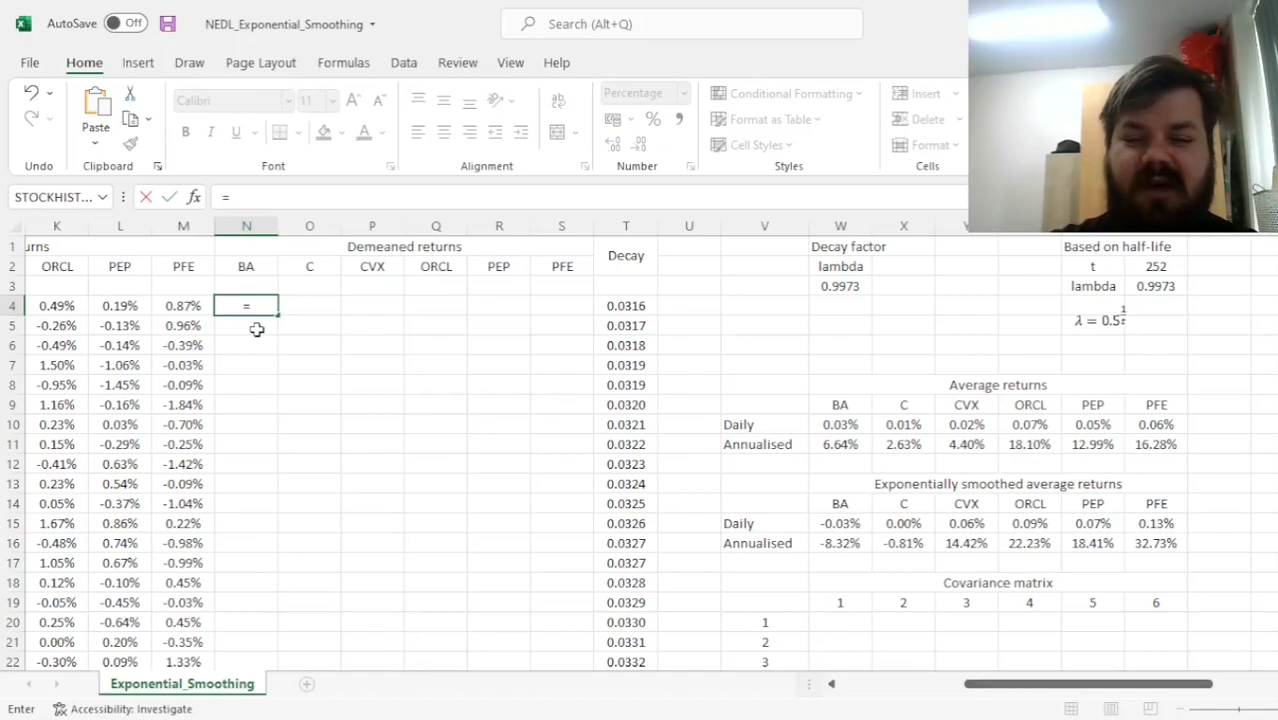 AutoSave Off NEDL_Exponential_Smoothing Search (Alt+Q)
File Home Insert Draw Page Layout Formulas Data Review View Help
Calibri 11 Percentage Conditional Formatting Insert
Paste Format as Table Delete
B I U Cell Styles Format
Undo Clipboard Font Alignment Number Styles Cells
STOCKHIST... fx =
K L M N O P Q R S T U V W X Y Z
1 urns Demeaned returns Decay Decay factor Based on half-life
2 ORCL PEP PFE BA C CVX ORCL PEP PFE lambda t 252
3 0.9973 lambda 0.9973
4 0.49% 0.19% 0.87% = 0.0316 λ = 0.5^(1/t)
5 -0.26% -0.13% 0.96% 0.0317
6 -0.49% -0.14% -0.39% 0.0318
7 1.50% -1.06% -0.03% 0.0319
8 -0.95% -1.45% -0.09% 0.0319 Average returns
9 1.16% -0.16% -1.84% 0.0320 BA C CVX ORCL PEP PFE
10 0.23% 0.03% -0.70% 0.0321 Daily 0.03% 0.01% 0.02% 0.07% 0.05% 0.06%
11 0.15% -0.29% -0.25% 0.0322 Annualised 6.64% 2.63% 4.40% 18.10% 12.99% 16.28%
12 -0.41% 0.63% -1.42% 0.0323
13 0.23% 0.54% -0.09% 0.0324 Exponentially smoothed average returns
14 0.05% -0.37% -1.04% 0.0325 BA C CVX ORCL PEP PFE
15 1.67% 0.86% 0.22% 0.0326 Daily -0.03% 0.00% 0.06% 0.09% 0.07% 0.13%
16 -0.48% 0.74% -0.98% 0.0327 Annualised -8.32% -0.81% 14.42% 22.23% 18.41% 32.73%
17 1.05% 0.67% -0.99% 0.0327
18 0.12% -0.10% 0.45% 0.0328 Covariance matrix
19 -0.05% -0.45% -0.03% 0.0329 1 2 3 4 5 6
20 0.25% -0.64% 0.45% 0.0330 1
21 0.00% 0.20% -0.35% 0.0331 2
22 -0.30% 0.09% 1.33% 0.0332 3
Exponential_Smoothing
Enter Accessibility: Investigate